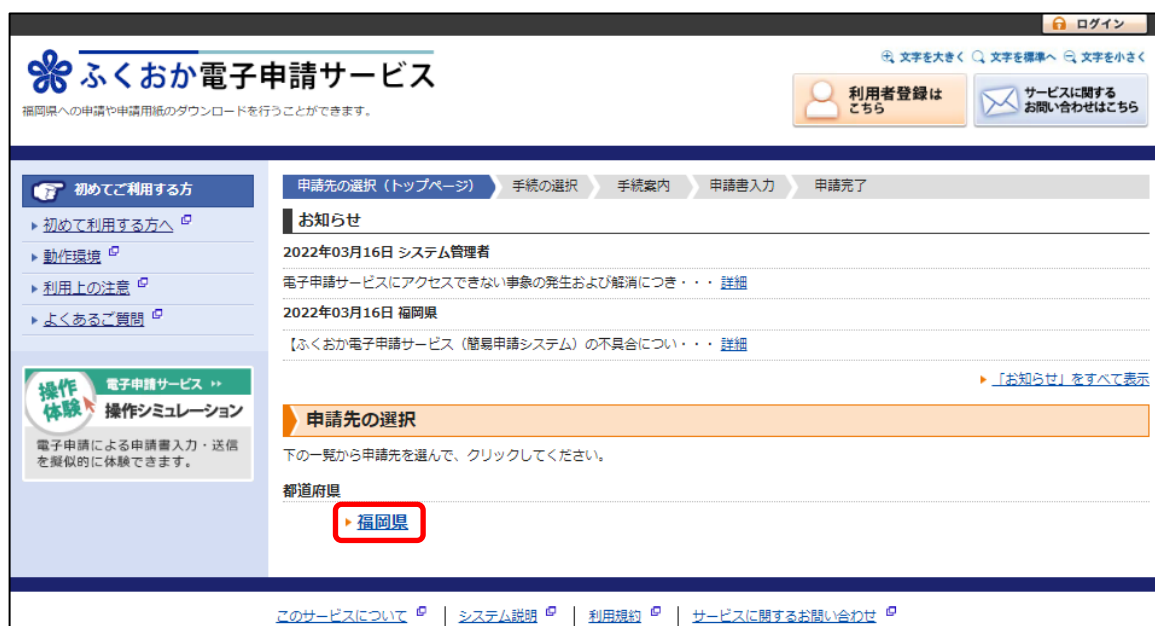 ログイン
ふくおか電子申請サービス
福岡県への申請や申請用紙のダウンロードを行うことができます。
文字を大きく 文字を標準へ 文字を小さく
利用者登録は
こちら
サービスに関する
お問い合わせはこちら
初めてご利用する方
初めて利用する方へ
動作環境
利用上の注意
よくあるご質問
操作
体験
電子申請サービス
操作シミュレーション
電子申請による申請書入力・送信
を擬似的に体験できます。
申請先の選択（トップページ） 手続の選択 手続案内 申請書入力 申請完了
お知らせ
2022年03月16日 システム管理者
電子申請サービスにアクセスできない事象の発生および解消につき・・・ 詳細
2022年03月16日 福岡県
【ふくおか電子申請サービス（簡易申請システム）の不具合につい・・・ 詳細
「お知らせ」をすべて表示
申請先の選択
下の一覧から申請先を選んで、クリックしてください。
都道府県
福岡県
このサービスについて | システム説明 | 利用規約 | サービスに関するお問い合わせ